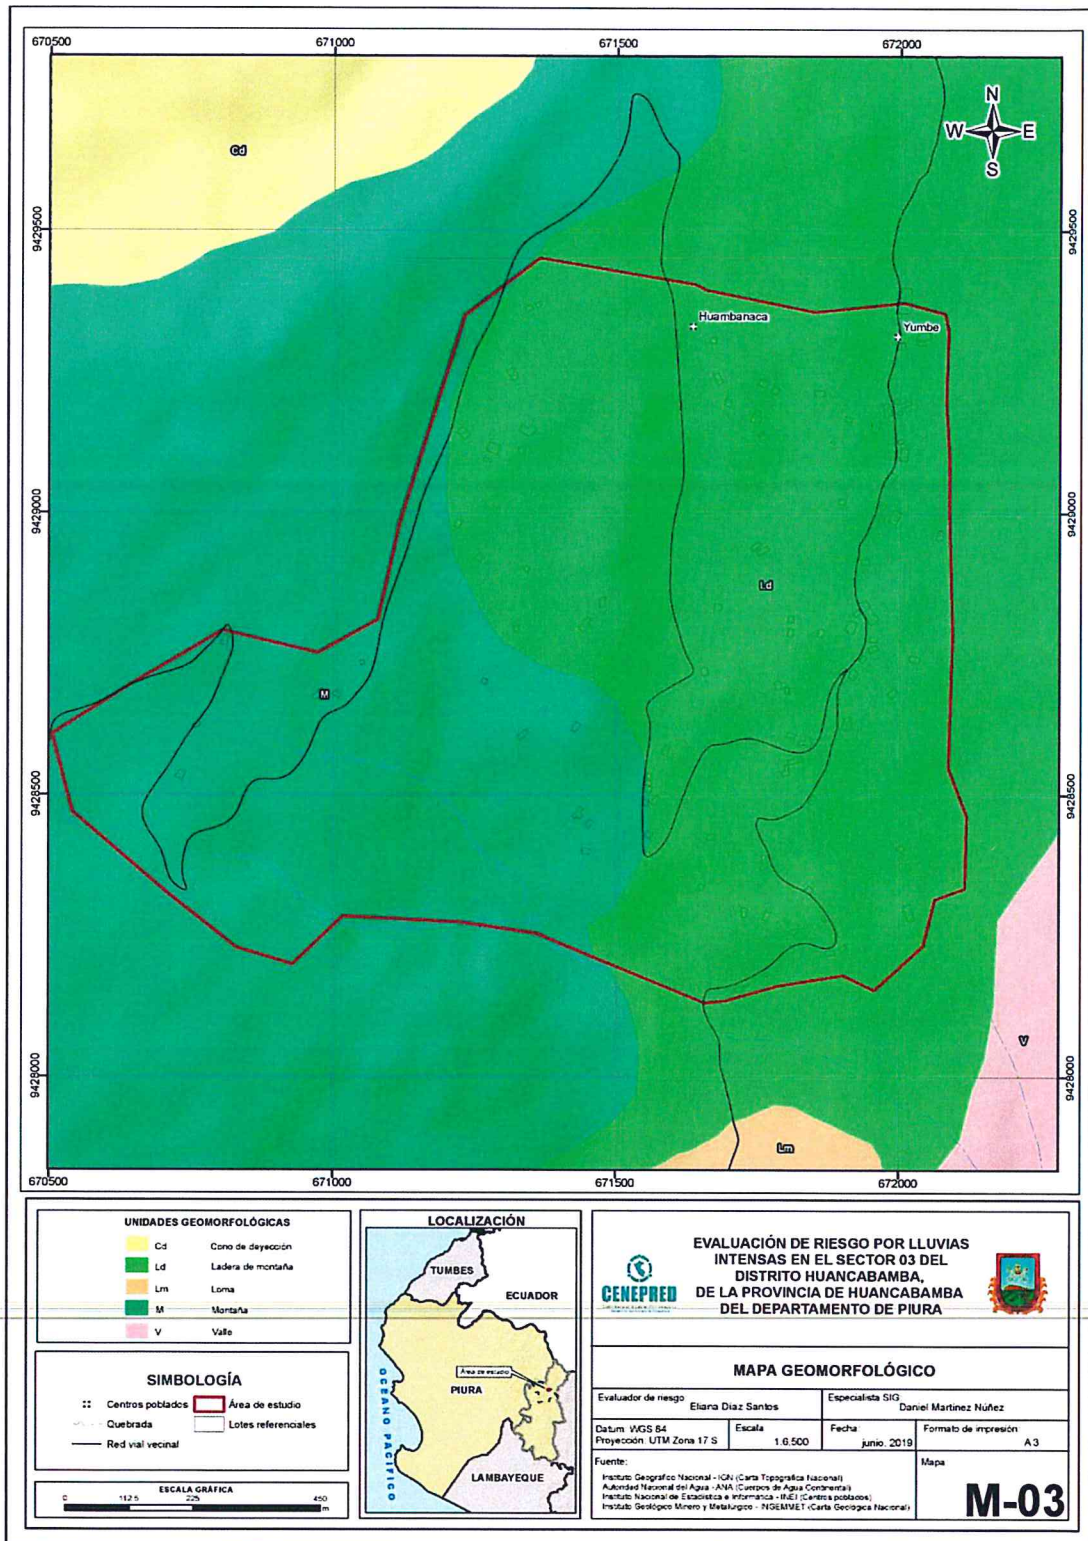 670500
671000
671500
672000
N
W E
S
Cd
9429500
9429500
Huambanaca
Yumbe
9429000
9429000
Ld
M
9428500
9428500
V
9428000
9428000
Lm
670500
671000
671500
672000
UNIDADES GEOMORFOLÓGICAS
Cd Cono de deyección
Ld Ladera de montaña
Lm Loma
M Montaña
V Valle
SIMBOLOGÍA
Centros poblados
Área de estudio
Quebrada
Lotes referenciales
Red vial vecinal
ESCALA GRÁFICA
0 112.5 225 450
m
LOCALIZACIÓN
TUMBES
ECUADOR
Área de estudio
PIURA
OCEANO PACÍFICO
LAMBAYEQUE
CENEPRED
EVALUACIÓN DE RIESGO POR LLUVIAS
INTENSAS EN EL SECTOR 03 DEL
DISTRITO HUANCABAMBA,
DE LA PROVINCIA DE HUANCABAMBA
DEL DEPARTAMENTO DE PIURA
MAPA GEOMORFOLÓGICO
Evaluador de riesgo
Eliana Diaz Santos
Especialista SIG
Daniel Martinez Núñez
Datum: WGS 84
Proyección: UTM Zona 17 S
Escala
1:6,500
Fecha:
junio, 2019
Formato de impresión
A3
Fuente:
Instituto Geográfico Nacional - IGN (Carta Topográfica Nacional)
Autoridad Nacional del Agua - ANA (Cuerpos de Agua Continental)
Instituto Nacional de Estadística e Informática - INEI (Centros poblados)
Instituto Geológico Minero y Metalúrgico - INGEMMET (Carta Geológica Nacional)
Mapa
M-03